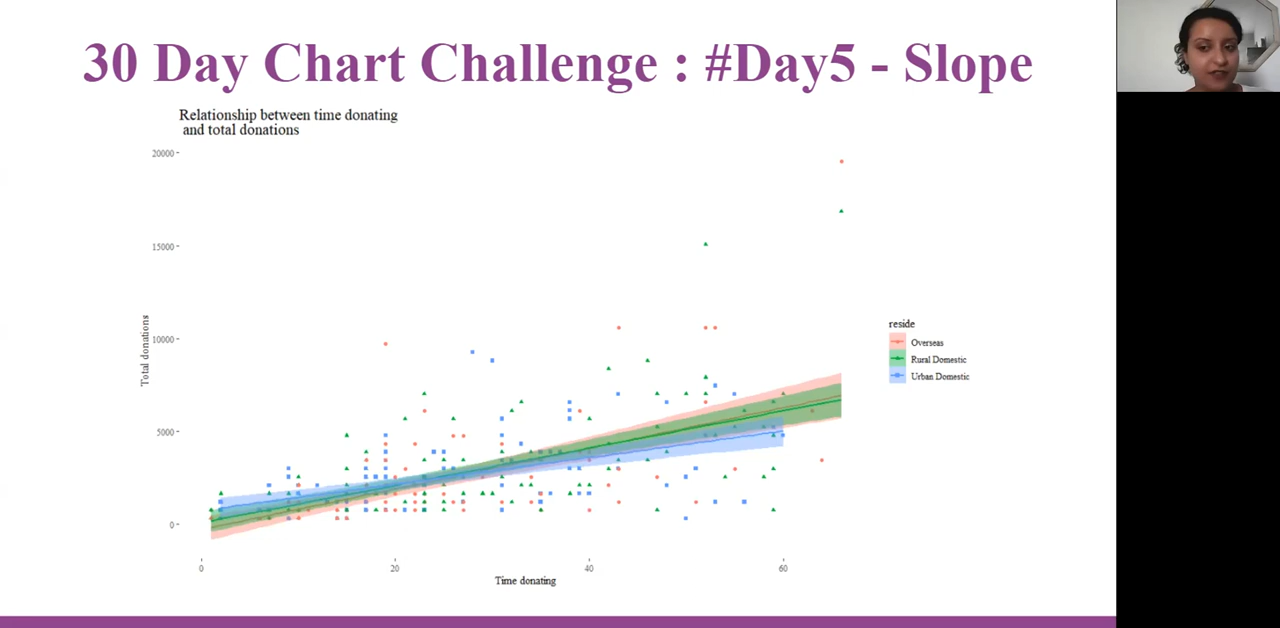 30 Day Chart Challenge : #Day5 - Slope
Relationship between time donating
and total donations
20000
15000
10000
5000
0
Total donations
0 20 40 60
Time donating
reside
Overseas
Rural Domestic
Urban Domestic